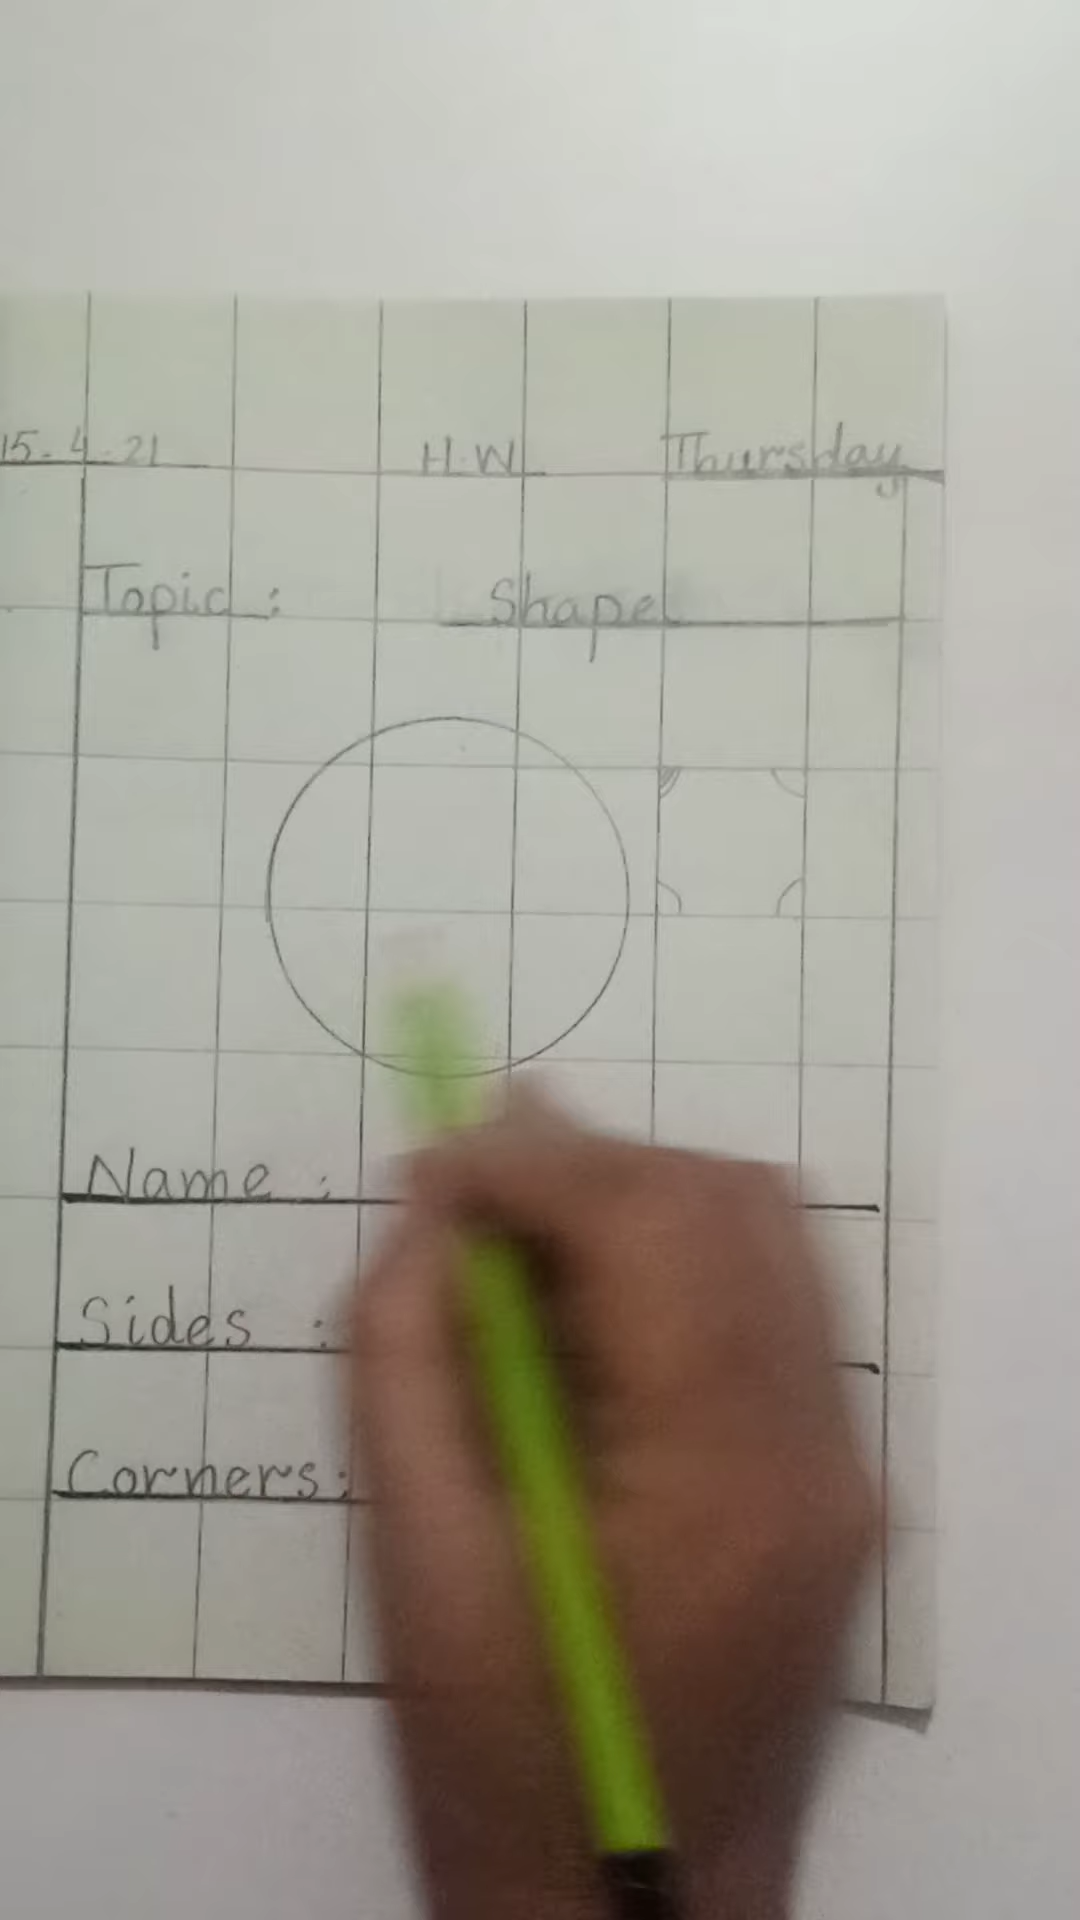 15-4-21 H.W Thursday
Topic : Shape
Name :
Sides :
Corners: